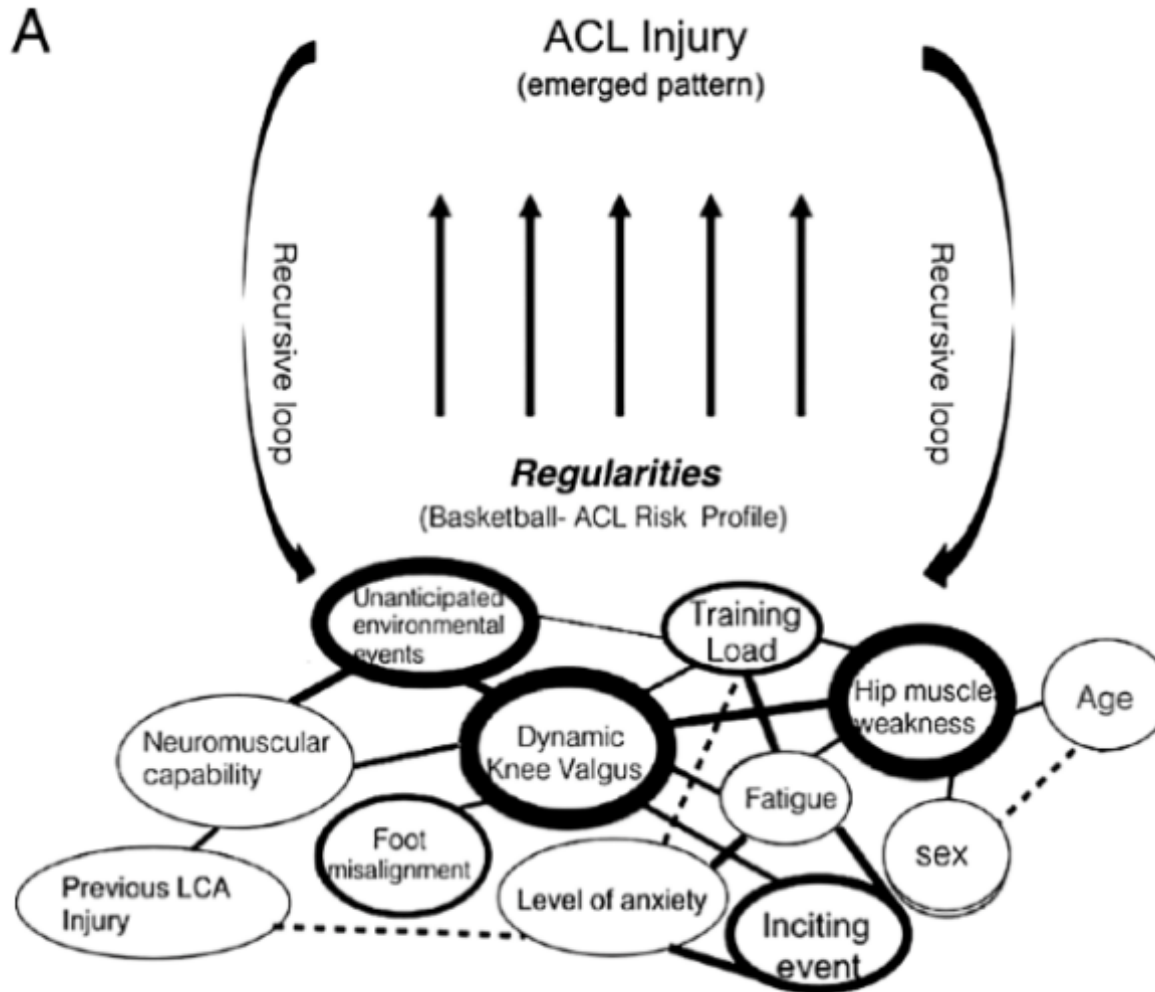 A
ACL Injury
(emerged pattern)
Recursive loop
Recursive loop
Regularities
(Basketball- ACL Risk Profile)
Unanticipated
environmental
events
Training
Load
Hip muscles
weakness
Age
Neuromuscular
capability
Dynamic
Knee Valgus
Fatigue
Foot
misalignment
sex
Previous LCA
Injury
Level of anxiety
Inciting
event